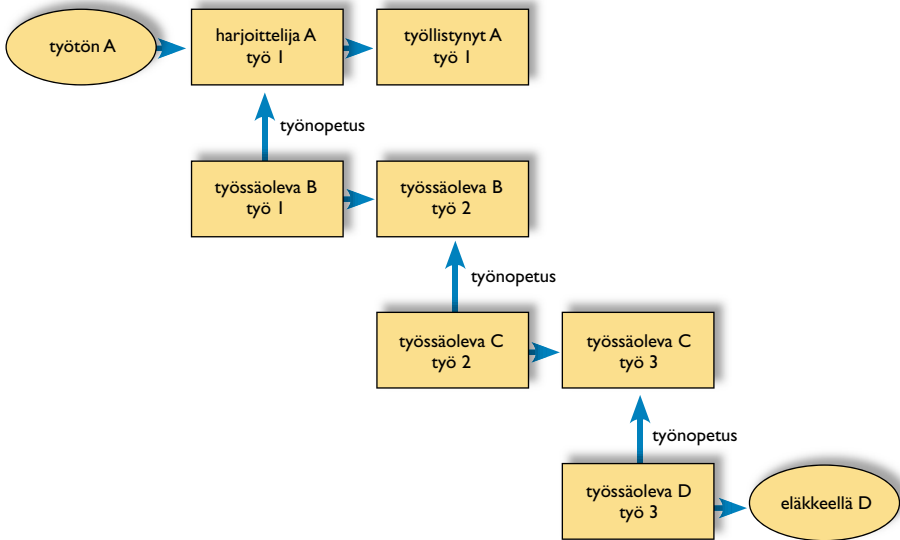 työtön A
harjoittelija A
työ 1
työllistynyt A
työ 1
työnopetus
työssäoleva B
työ 1
työssäoleva B
työ 2
työnopetus
työssäoleva C
työ 2
työssäoleva C
työ 3
työnopetus
työssäoleva D
työ 3
eläkkeellä D